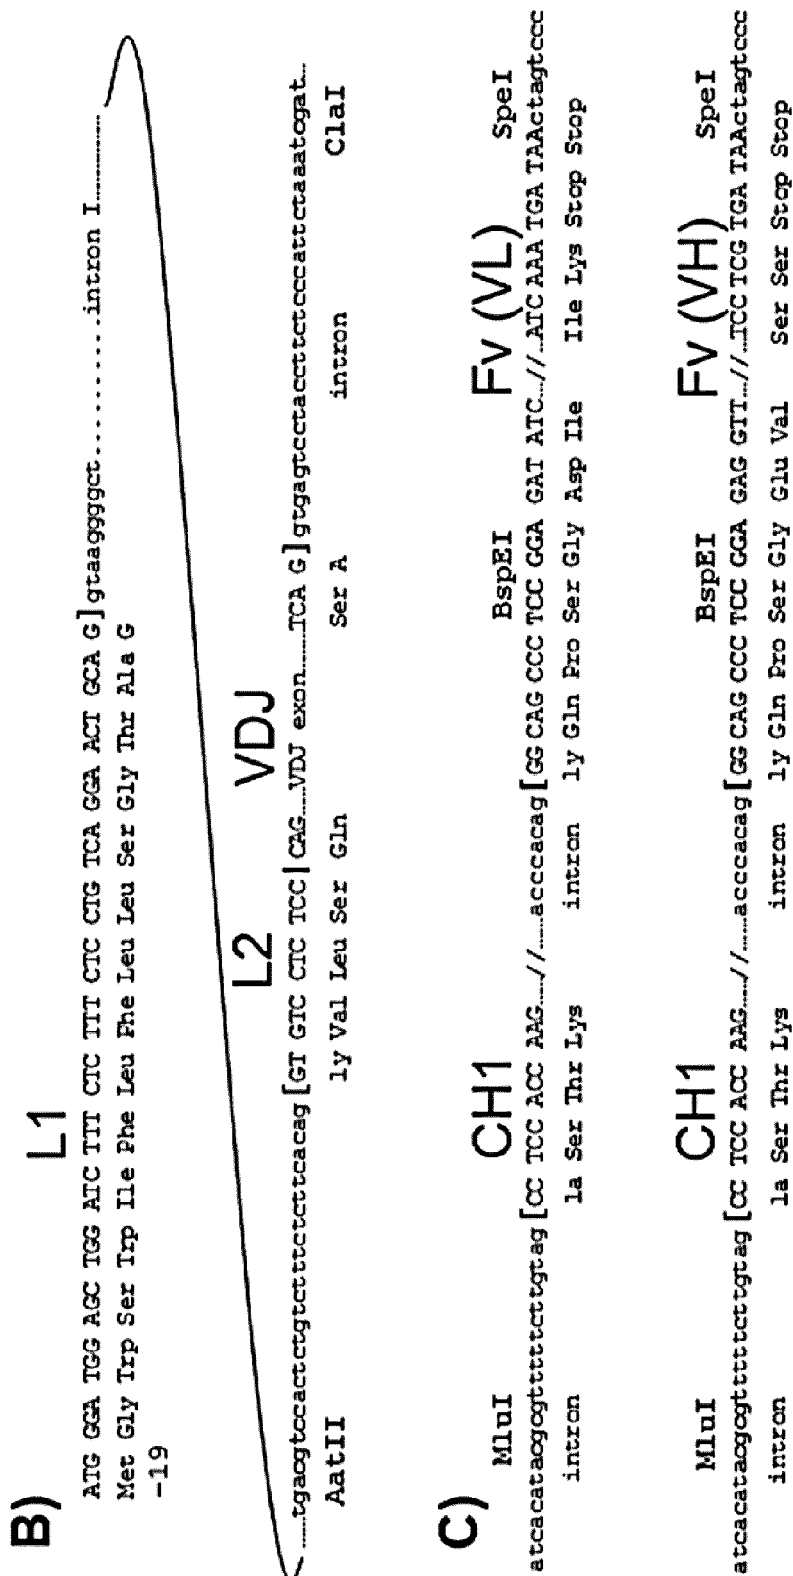 B)
L1
ATG GGA TGG AGC TGG ATC TTT CTC TTT CTC CTG TCA GGA ACT GCA G]gtaaggggct..........intron I................
Met Gly Trp Ser Trp Ile Phe Leu Phe Leu Leu Ser Gly Thr Ala G
-19
L2 VDJ
......tgacgtccactctgtctttctcttcacag[GT GTC CTC TCC|CAG....VDJ exon......TCA G]gtgagtcctaccttctcccattctaaatcgat...
ly Val Leu Ser Gln Ser A intron
AatII ClaI
C)
MluI CH1 BspEI Fv (VL) SpeI
atcacatacgcgtttttcttgtag[CC TCC ACC AAG....//.....acccacag[GG CAG CCC TCC GGA GAT ATC...//...ATC AAA TGA TAActagtccc
intron la Ser Thr Lys intron ly Gln Pro Ser Gly Asp Ile Ile Lys Stop Stop
MluI CH1 BspEI Fv (VH) SpeI
atcacatacgcgtttttcttgtag[CC TCC ACC AAG....//.....acccacag[GG CAG CCC TCC GGA GAG GTT...//...TCC TCG TGA TAActagtccc
intron la Ser Thr Lys intron ly Gln Pro Ser Gly Glu Val Ser Ser Stop Stop